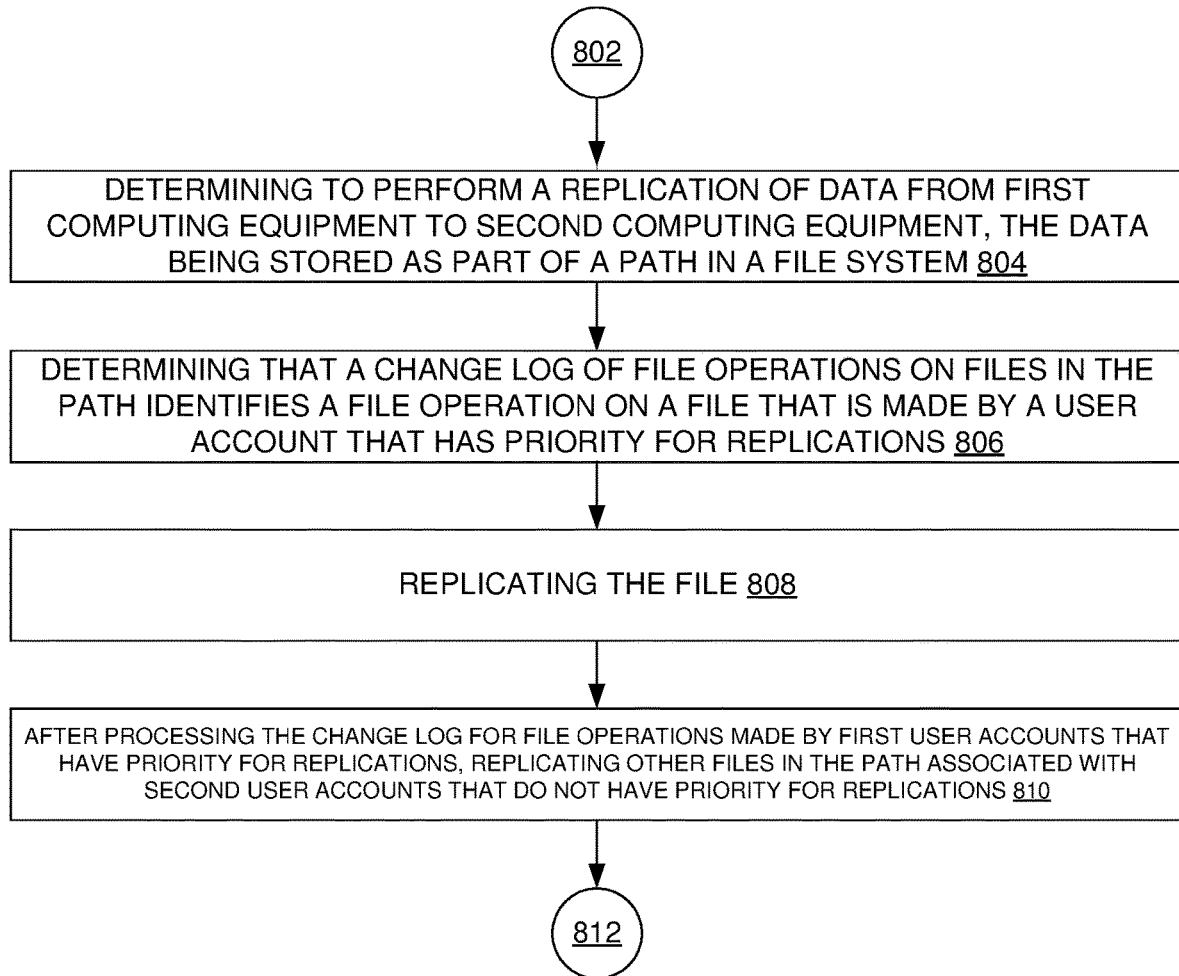 802
DETERMINING TO PERFORM A REPLICATION OF DATA FROM FIRST
COMPUTING EQUIPMENT TO SECOND COMPUTING EQUIPMENT, THE DATA
BEING STORED AS PART OF A PATH IN A FILE SYSTEM 804
DETERMINING THAT A CHANGE LOG OF FILE OPERATIONS ON FILES IN THE
PATH IDENTIFIES A FILE OPERATION ON A FILE THAT IS MADE BY A USER
ACCOUNT THAT HAS PRIORITY FOR REPLICATIONS 806
REPLICATING THE FILE 808
AFTER PROCESSING THE CHANGE LOG FOR FILE OPERATIONS MADE BY FIRST USER ACCOUNTS THAT
HAVE PRIORITY FOR REPLICATIONS, REPLICATING OTHER FILES IN THE PATH ASSOCIATED WITH
SECOND USER ACCOUNTS THAT DO NOT HAVE PRIORITY FOR REPLICATIONS 810
812